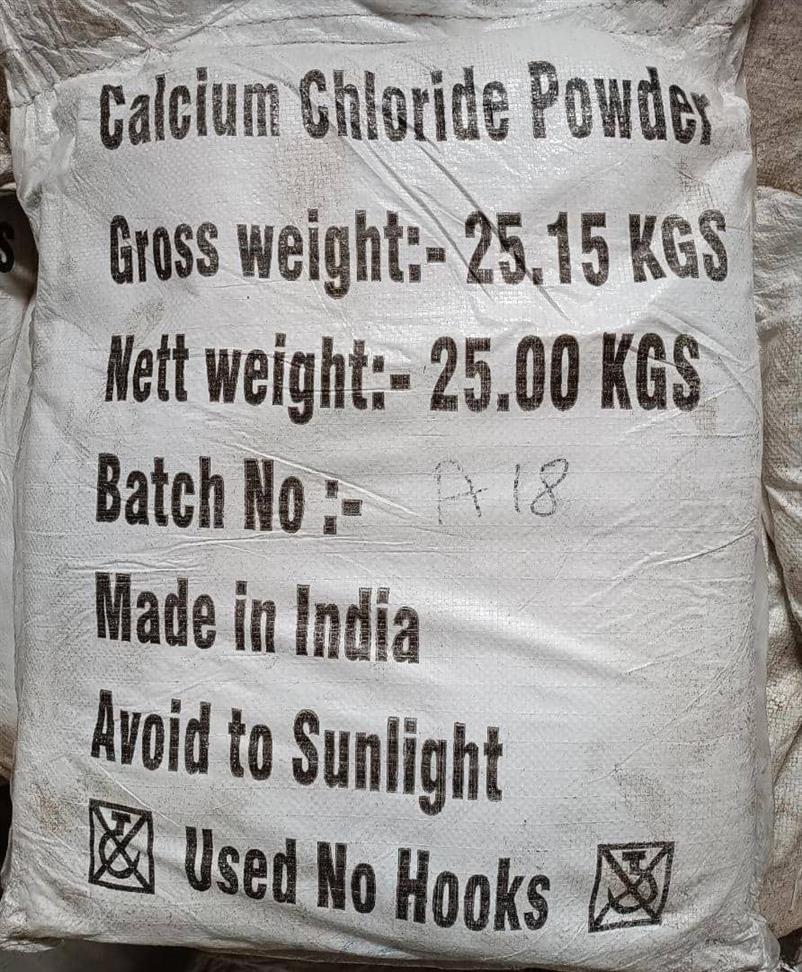 Calcium Chloride Powder
Gross weight:- 25.15 KGS
Nett weight:- 25.00 KGS
Batch No :- A 18
Made in India
Avoid to Sunlight
Used No Hooks